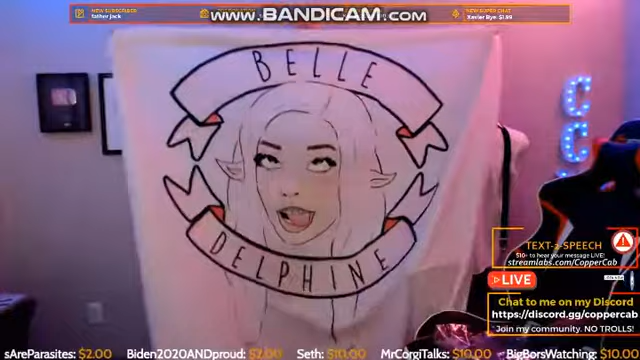 NEW SUBSCRIBER
father jack
www.BANDICAM.com
NEW SUPER CHAT
Xavier Bye: $1.99
BELLE
DELPHINE
CC
TEXT-2-SPEECH
$10+ to hear your message LIVE!
streamlabs.com/CopperCab
LIVE
Chat to me on my Discord
https://discord.gg/coppercab
Join my community. NO TROLLS!
sAreParasites: $2.00 Biden2020ANDproud: $2.00 Seth: $10.00 MrCorgiTalks: $10.00 BigBorsWatching: $10.00